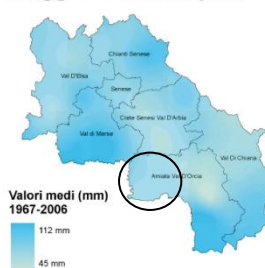 Chianti Senese
Val D'Elsa
Senese
Crete Senesi Val D'Arbia
Val di Merse
Val Di Chiana
Amiata Val D'Orcia
Valori medi (mm)
1967-2006
112 mm
45 mm